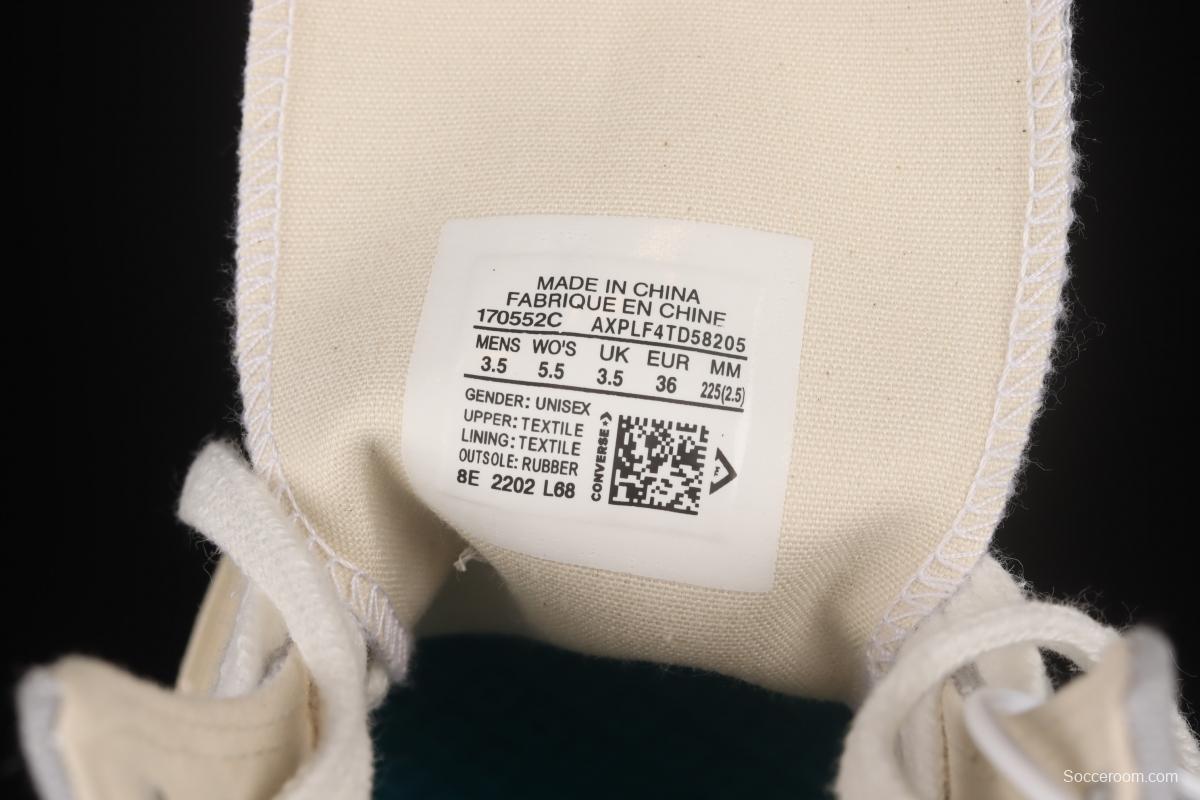 MADE IN CHINA
FABRIQUE EN CHINE
170552C AXPLF4TD58205
MENS WO'S UK EUR MM
3.5 5.5 3.5 36 225(2.5)
GENDER: UNISEX
UPPER: TEXTILE
LINING: TEXTILE
OUTSOLE: RUBBER
8E 2202 L68
CONVERSE
Socceroom.com